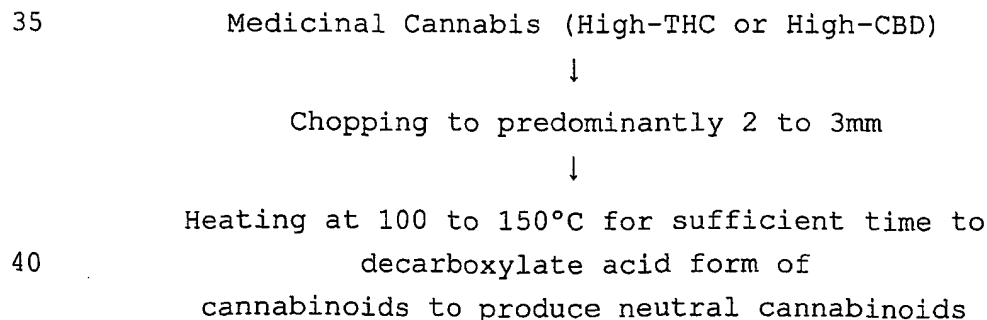 35 Medicinal Cannabis (High-THC or High-CBD)
↓
Chopping to predominantly 2 to 3mm
↓
Heating at 100 to 150°C for sufficient time to
40 decarboxylate acid form of
cannabinoids to produce neutral cannabinoids